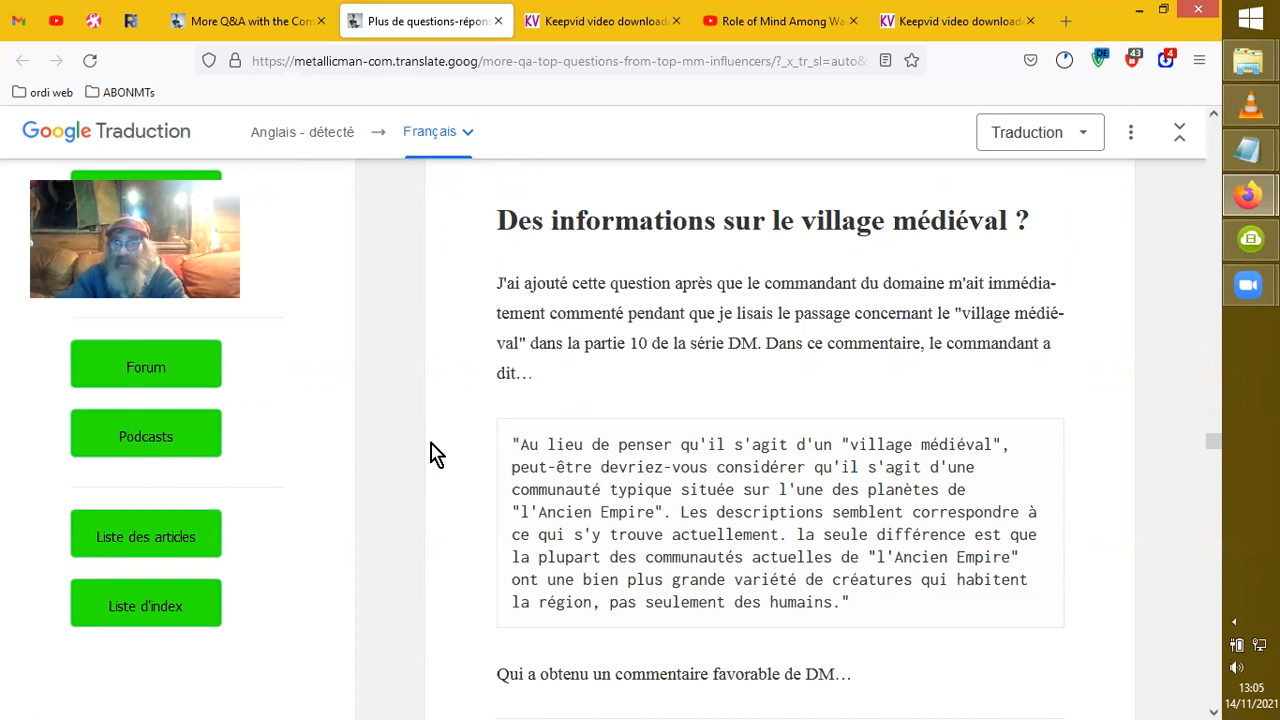 More Q&A with the Com
Plus de questions-répon
Keepvid video download
Role of Mind Among Wa
Keepvid video download
https://metallicman-com.translate.goog/more-qa-top-questions-from-top-mm-influencers/?_x_tr_sl=auto&
DE
43
4
ordi web
ABONMTs
Google Traduction
Anglais - détecté
Français
Traduction
Forum
Podcasts
Liste des articles
Liste d'index
Des informations sur le village médiéval ?
J'ai ajouté cette question après que le commandant du domaine m'ait immédia-
tement commenté pendant que je lisais le passage concernant le "village médié-
val" dans la partie 10 de la série DM. Dans ce commentaire, le commandant a
dit…
"Au lieu de penser qu'il s'agit d'un "village médiéval",
peut-être devriez-vous considérer qu'il s'agit d'une
communauté typique située sur l'une des planètes de
"l'Ancien Empire". Les descriptions semblent correspondre à
ce qui s'y trouve actuellement. la seule différence est que
la plupart des communautés actuelles de "l'Ancien Empire"
ont une bien plus grande variété de créatures qui habitent
la région, pas seulement des humains."
Qui a obtenu un commentaire favorable de DM…
13:05
14/11/2021